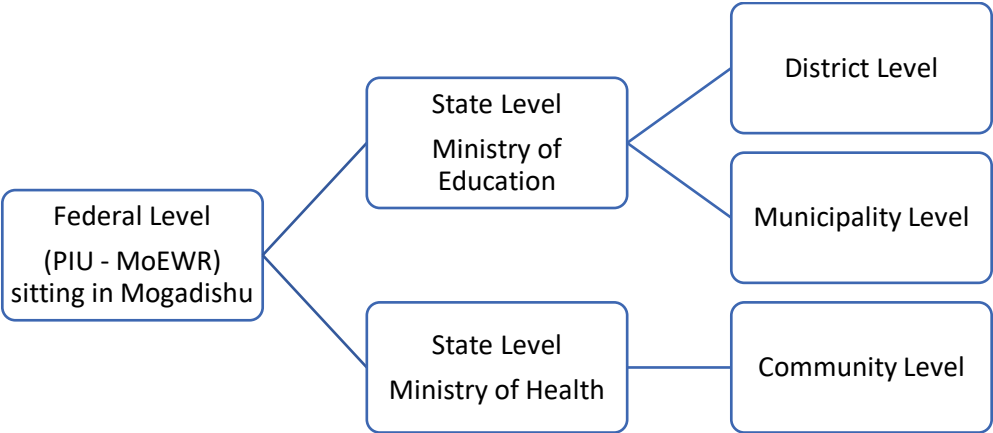 Federal Level
(PIU - MoEWR)
sitting in Mogadishu
State Level
Ministry of
Education
State Level
Ministry of Health
District Level
Municipality Level
Community Level